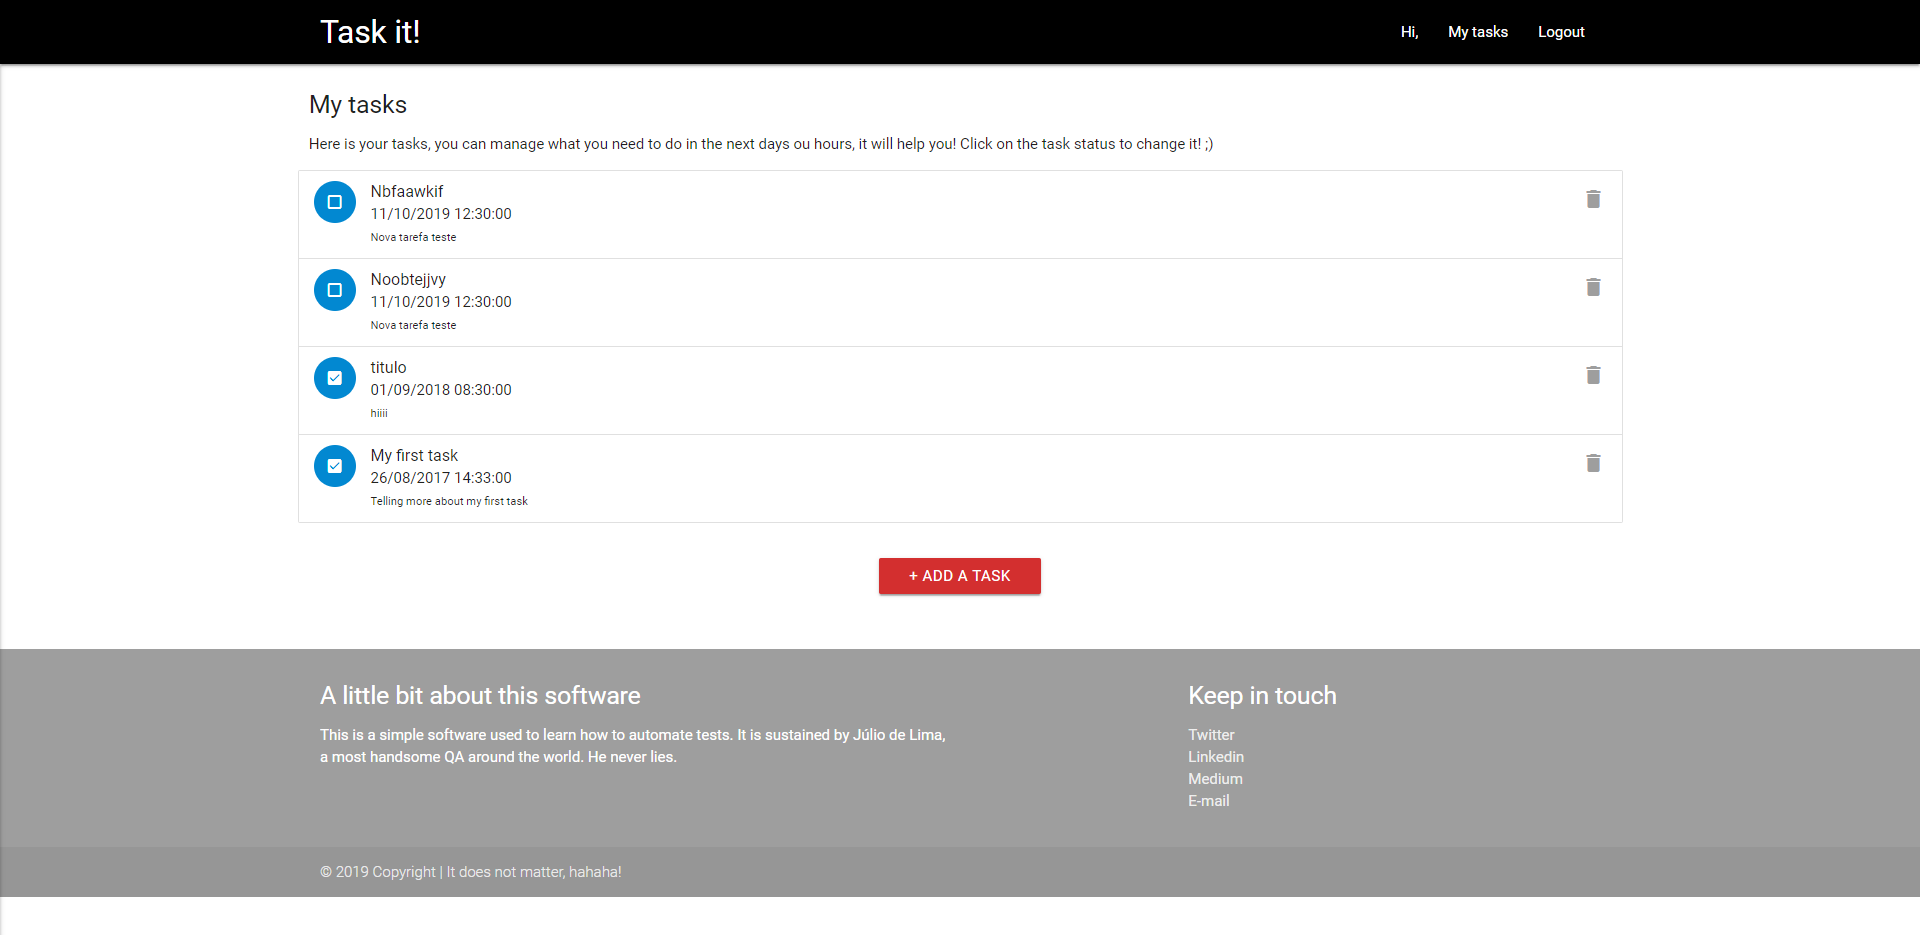 Task it!
Hi,
My tasks
Logout
My tasks
Here is your tasks, you can manage what you need to do in the next days ou hours, it will help you! Click on the task status to change it! ;)
Nbfaawkif
11/10/2019 12:30:00
Nova tarefa teste
Noobtejjvy
11/10/2019 12:30:00
Nova tarefa teste
titulo
01/09/2018 08:30:00
hiiii
My first task
26/08/2017 14:33:00
Telling more about my first task
+ ADD A TASK
A little bit about this software
This is a simple software used to learn how to automate tests. It is sustained by Júlio de Lima,
a most handsome QA around the world. He never lies.
Keep in touch
Twitter
Linkedin
Medium
E-mail
© 2019 Copyright | It does not matter, hahaha!